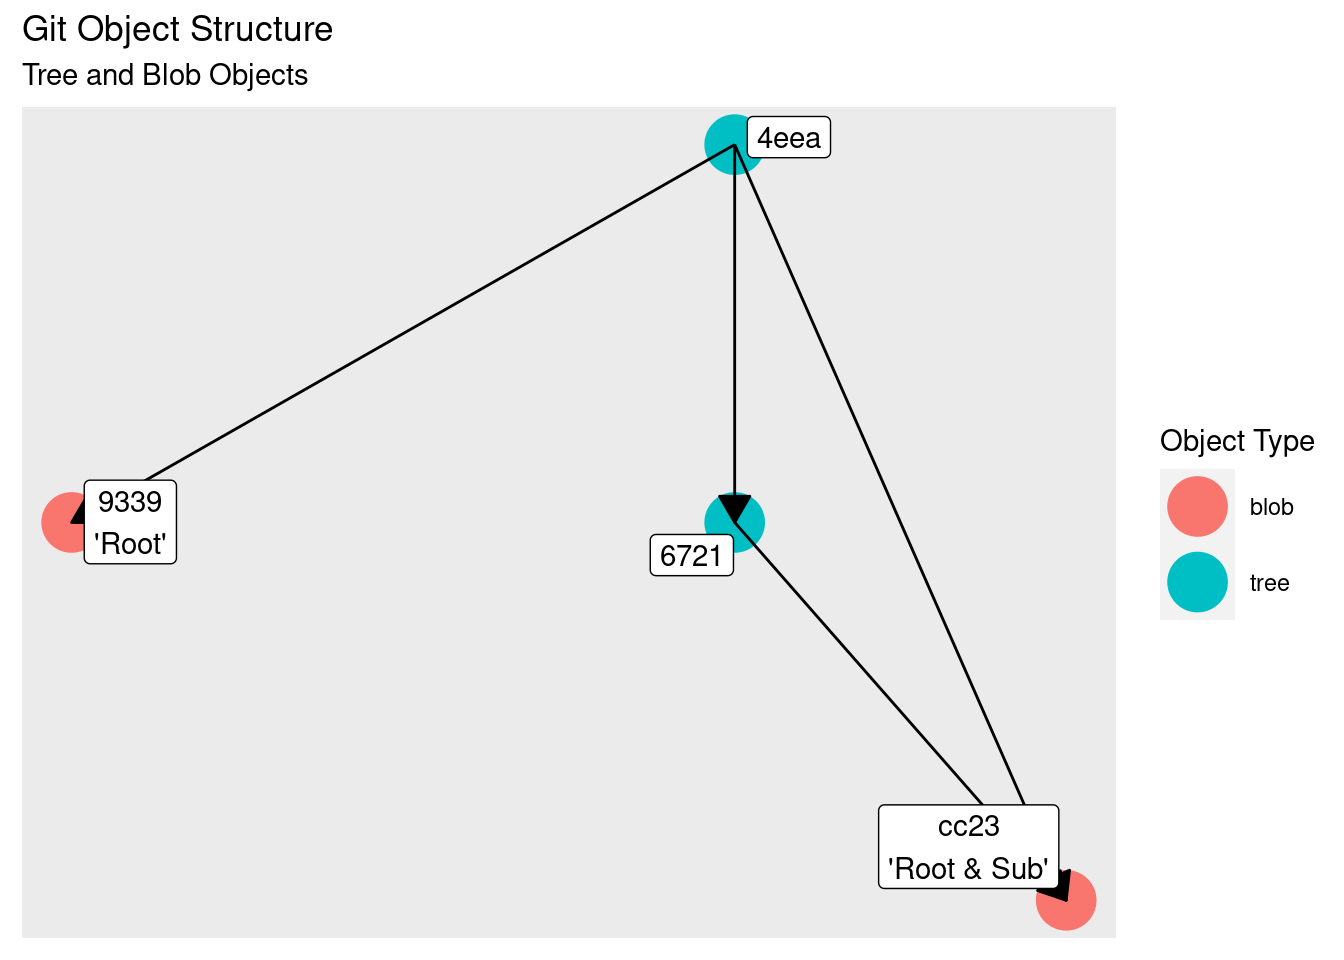 Git Object Structure
Tree and Blob Objects
4eea
9339
'Root'
6721
cc23
'Root & Sub'
Object Type
blob
tree